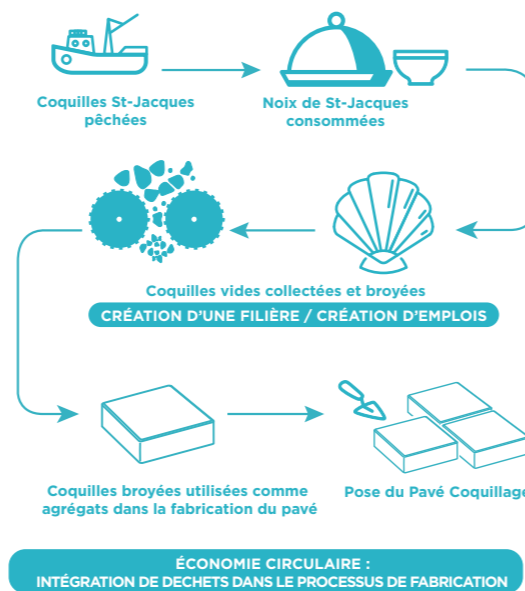 Coquilles St-Jacques
pêchées
Noix de St-Jacques
consommées
Coquilles vides collectées et broyées
CRÉATION D'UNE FILIÈRE / CRÉATION D'EMPLOIS
Coquilles broyées utilisées comme
agrégats dans la fabrication du pavé
Pose du Pavé Coquillage
ÉCONOMIE CIRCULAIRE :
INTÉGRATION DE DECHETS DANS LE PROCESSUS DE FABRICATION